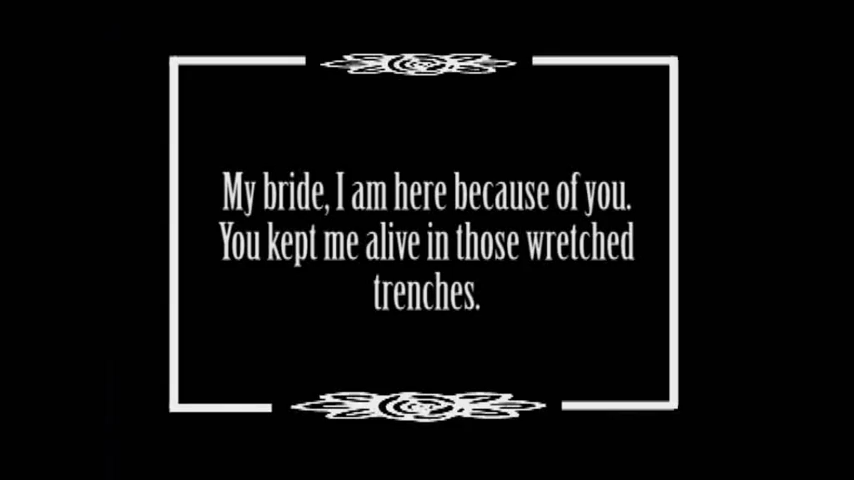 My bride, I am here because of you.
You kept me alive in those wretched
trenches.